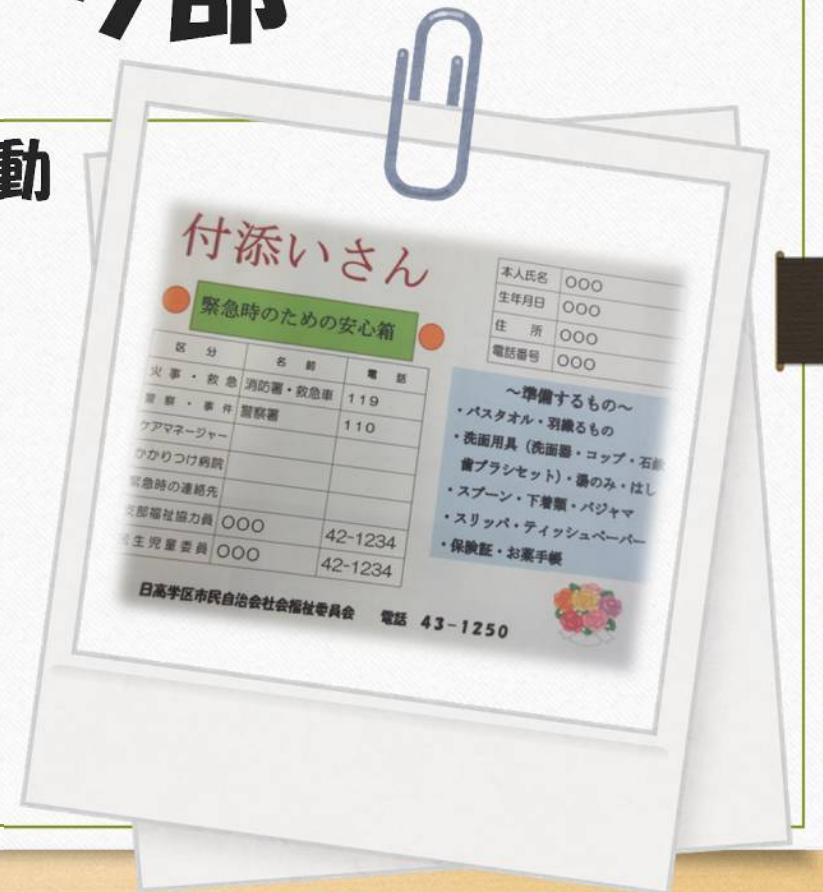 部
動
付添いさん
緊急時のための安心箱
区 分 名 前 電 話
火 事 ・ 救 急 消防署・救急車 119
警 察 ・ 事 件 警察署 110
ケアマネージャー
かかりつけ病院
緊急時の連絡先
支部福祉協力員 〇〇〇 42-1234
民生児童委員 〇〇〇 42-1234
本人氏名 〇〇〇
生年月日 〇〇〇
住 所 〇〇〇
電話番号 〇〇〇
～準備するもの～
・バスタオル・羽織るもの
・洗面用具（洗面器・コップ・石鹸
歯ブラシセット）・湯のみ・はし
・スプーン・下着類・パジャマ
・スリッパ・ティッシュペーパー
・保険証・お薬手帳
日高学区市民自治会社会福祉委員会 電話 43-1250